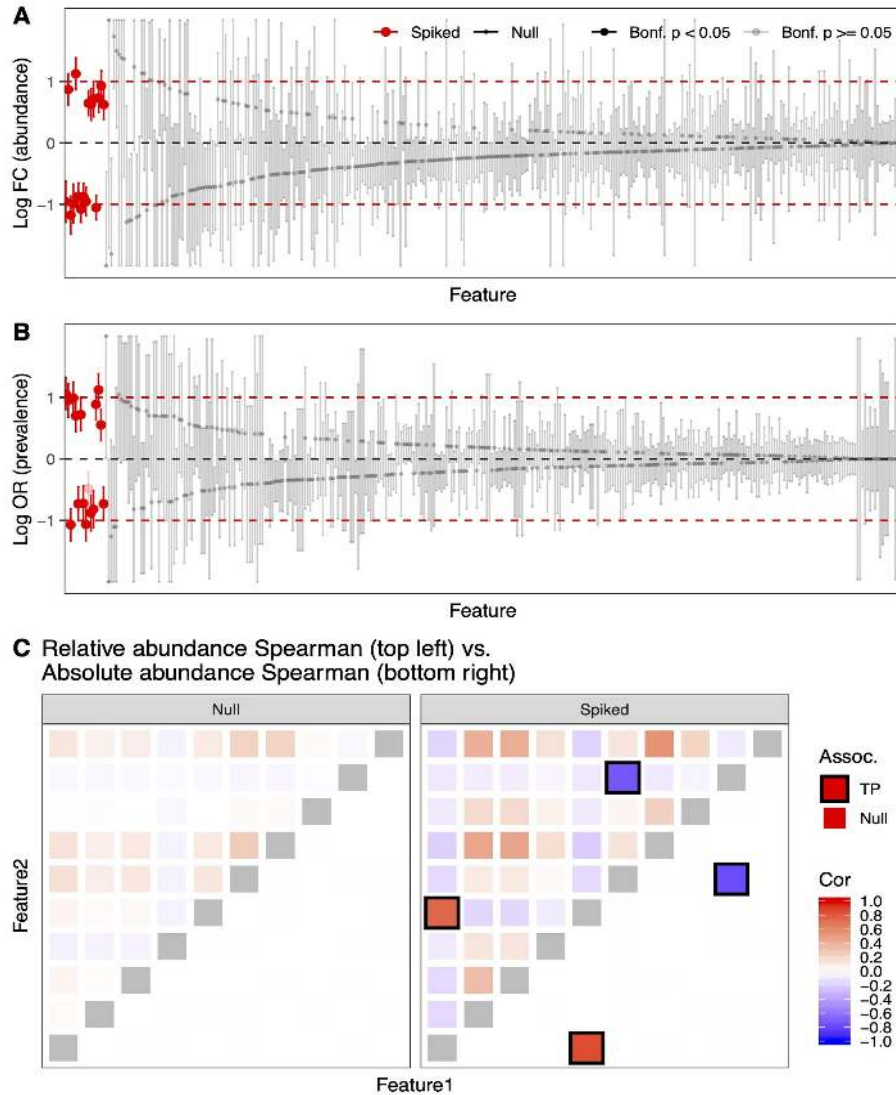 A
Spiked
Null
Bonf. p < 0.05
Bonf. p >= 0.05
Log FC (abundance)
1
0
−1
Feature
B
Log OR (prevalence)
1
0
−1
Feature
C Relative abundance Spearman (top left) vs.
Absolute abundance Spearman (bottom right)
Null
Spiked
Feature2
Feature1
Assoc.
TP
Null
Cor
1.0
0.8
0.6
0.4
0.2
0.0
−0.2
−0.4
−0.6
−0.8
−1.0